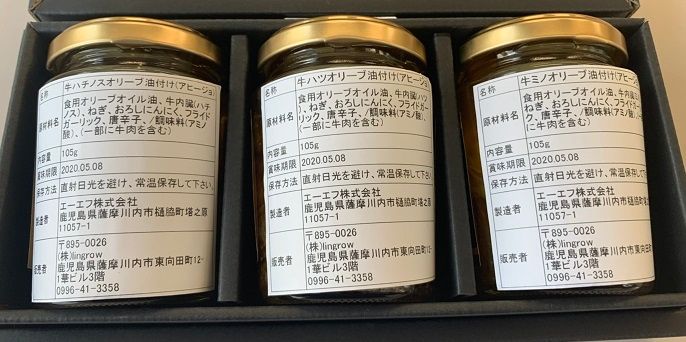 名称
牛ハチノスオリーブ油付け(アヒージョ)
原材料名
食用オリーブオイル油、牛内臓(ハチ
ノス)、ねぎ、おろしにんにく、フライド
ガーリック、唐辛子、/調味料(アミノ
酸)、(一部に牛肉を含む)
内容量
105g
賞味期限
2020.05.08
保存方法
直射日光を避け、常温保存して下さい。
製造者
エーエフ株式会社
鹿児島県薩摩川内市樋脇町塔之原
11057-1
販売者
〒895-0026
(株)lingrow
鹿児島県薩摩川内市東向田町12-
1華ビル3階
0996-41-3358
名称
牛ハツオリーブ油付け(アヒージョ)
原材料名
食用オリーブオイル油、牛内臓(ハツ
)、ねぎ、おろしにんにく、フライドガ
ーリック、唐辛子、/調味料(アミノ酸)、
(一部に牛肉を含む)
内容量
105g
賞味期限
2020.05.08
保存方法
直射日光を避け、常温保存して下さい。
製造者
エーエフ株式会社
鹿児島県薩摩川内市樋脇町塔之原
11057-1
販売者
〒895-0026
(株)lingrow
鹿児島県薩摩川内市東向田町12-
1華ビル3階
0996-41-3358
名称
牛ミノオリーブ油付け(アヒージョ)
原材料名
食用オリーブオイル油、牛内臓(ミノ
)、ねぎ、おろしにんにく、フライドガ
ーリック、唐辛子、/調味料(アミノ酸)、
(一部に牛肉を含む)
内容量
105g
賞味期限
2020.05.08
保存方法
直射日光を避け、常温保存して下さい。
製造者
エーエフ株式会社
鹿児島県薩摩川内市樋脇町塔之原
11057-1
販売者
〒895-0026
(株)lingrow
鹿児島県薩摩川内市東向田町12-
1華ビル3階
0996-41-3358